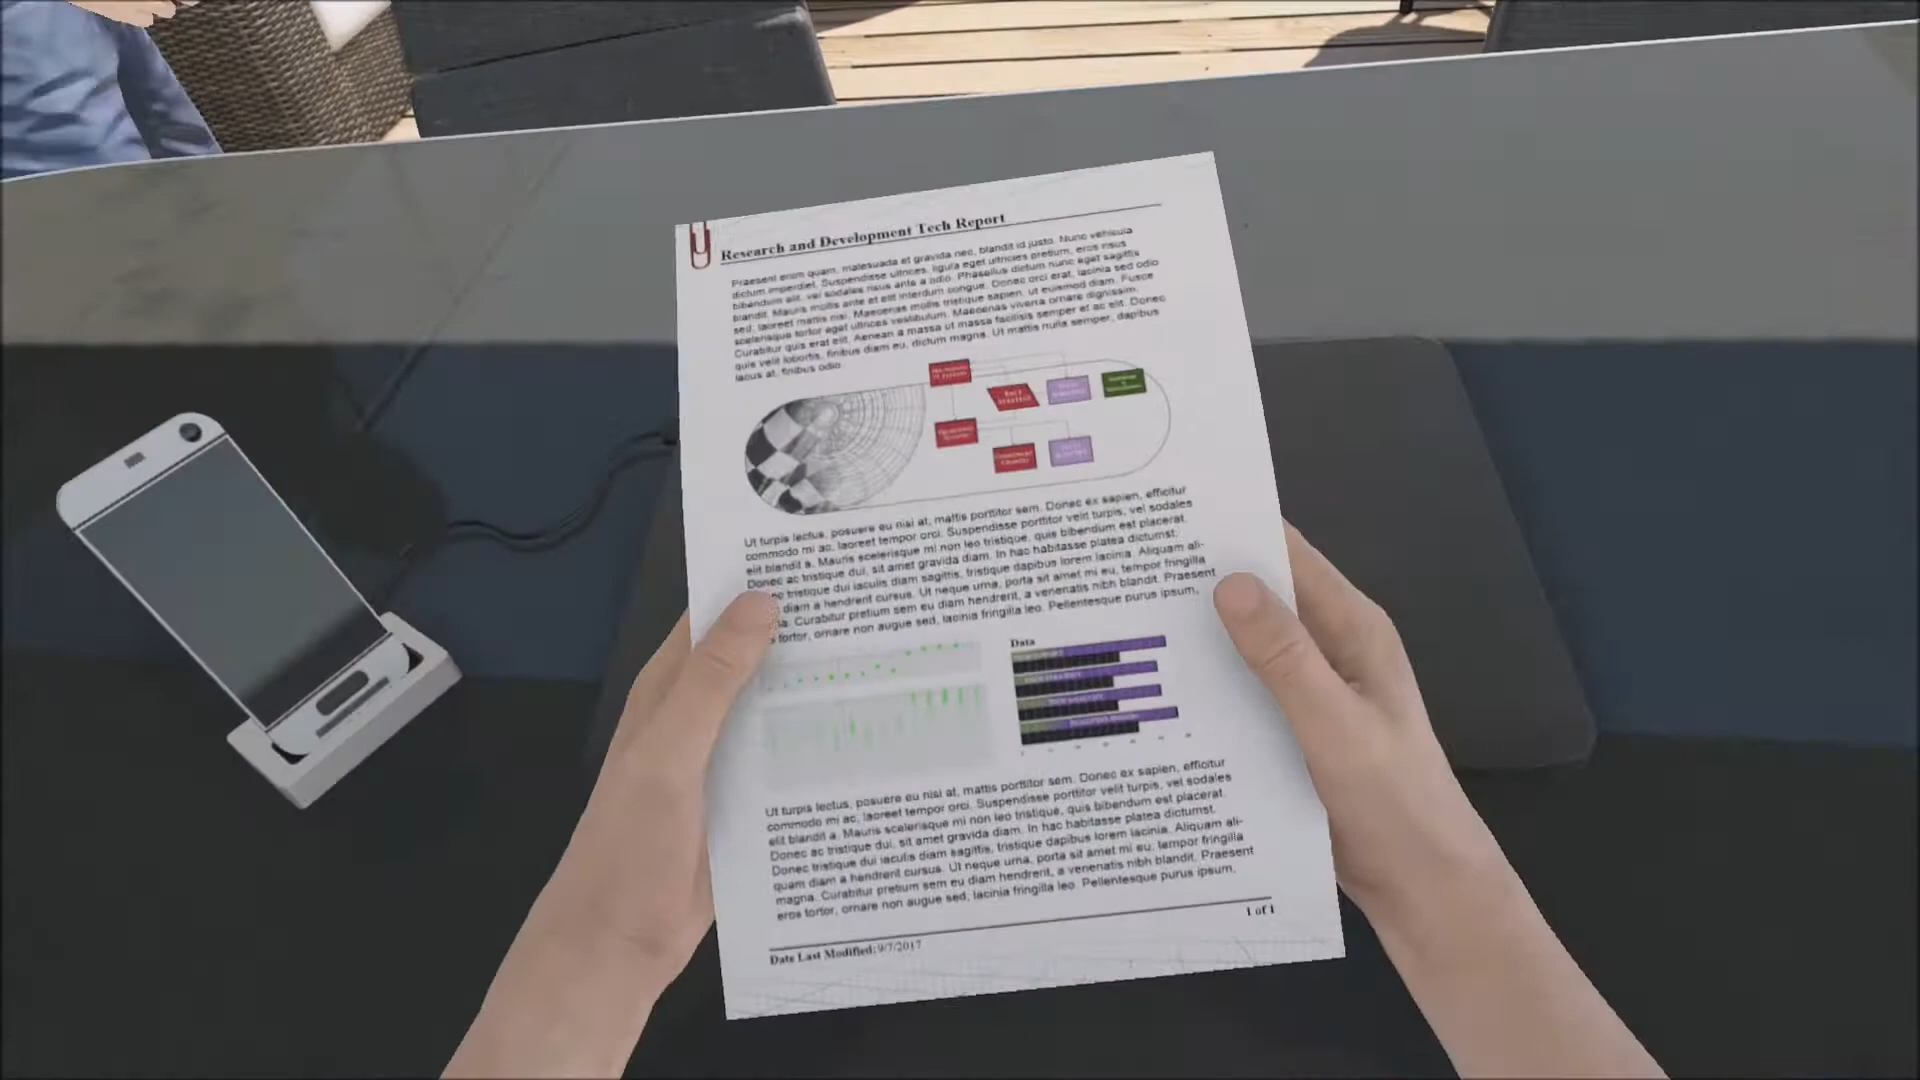 Research and Development Tech Report
Praesent enim quam, malesuada et gravida nec, blandit id justo. Nunc vehicula
dictum imperdiet. Suspendisse ultrices, ligula eget ultricies pretium, eros risus
bibendum elit, vel sodales risus ante a odio. Phasellus dictum nunc eget sagittis
blandit. Mauris mollis ante et elit interdum congue. Donec orci erat, lacinia sed odio
sed, laoreet mattis nisi. Maecenas mollis tristique sapien, ut euismod diam. Fusce
scelerisque tortor eget ultrices vestibulum. Maecenas viverra ornare dignissim.
Curabitur quis erat elit. Aenean a massa ut massa facilisis semper et ac elit. Donec
quis velit lobortis, finibus diam eu, dictum magna. Ut mattis nulla semper, dapibus
lacus at, finibus odio.
Ut turpis lectus, posuere eu nisl at, mattis porttitor sem. Donec ex sapien, efficitur
commodo mi ac, laoreet tempor orci. Suspendisse porttitor velit turpis, vel sodales
elit blandit a. Mauris scelerisque mi non leo tristique, quis bibendum est placerat.
Donec ac tristique dui, sit amet gravida diam. In hac habitasse platea dictumst.
tristique dui iaculis diam sagittis, tristique dapibus lorem lacinia. Aliquam ali-
diam a hendrerit cursus. Ut neque urna, porta sit amet mi eu, tempor fringilla
Curabitur pretium sem eu diam hendrerit, a venenatis nibh blandit. Praesent
tortor, ornare non augue sed, lacinia fringilla leo. Pellentesque purus ipsum,
Data
Ut turpis lectus, posuere eu nisl at, mattis porttitor sem. Donec ex sapien, efficitur
commodo mi ac, laoreet tempor orci. Suspendisse porttitor velit turpis, vel sodales
elit blandit a. Mauris scelerisque mi non leo tristique, quis bibendum est placerat.
Donec ac tristique dui, sit amet gravida diam. In hac habitasse platea dictumst.
Donec tristique dui iaculis diam sagittis, tristique dapibus lorem lacinia. Aliquam ali-
quam diam a hendrerit cursus. Ut neque urna, porta sit amet mi eu, tempor fringilla
magna. Curabitur pretium sem eu diam hendrerit, a venenatis nibh blandit. Praesent
eros tortor, ornare non augue sed, lacinia fringilla leo. Pellentesque purus ipsum,
1 of 1
Date Last Modified: 9/7/2017